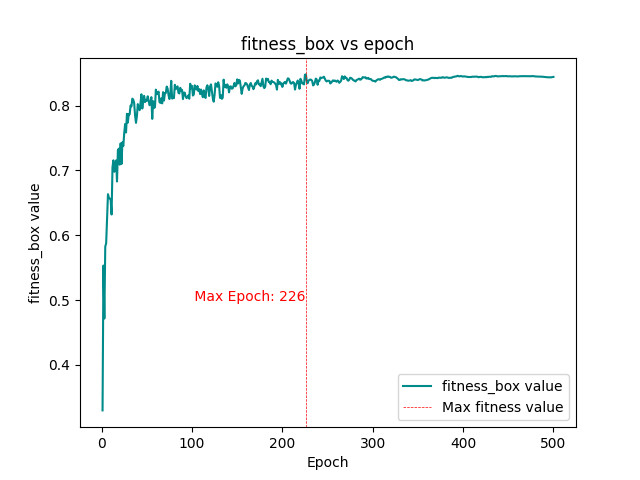 fitness_box vs epoch
fitness_box value
0.8
0.7
0.6
0.5
0.4
Max Epoch: 226
fitness_box value
Max fitness value
0
100
200
300
400
500
Epoch